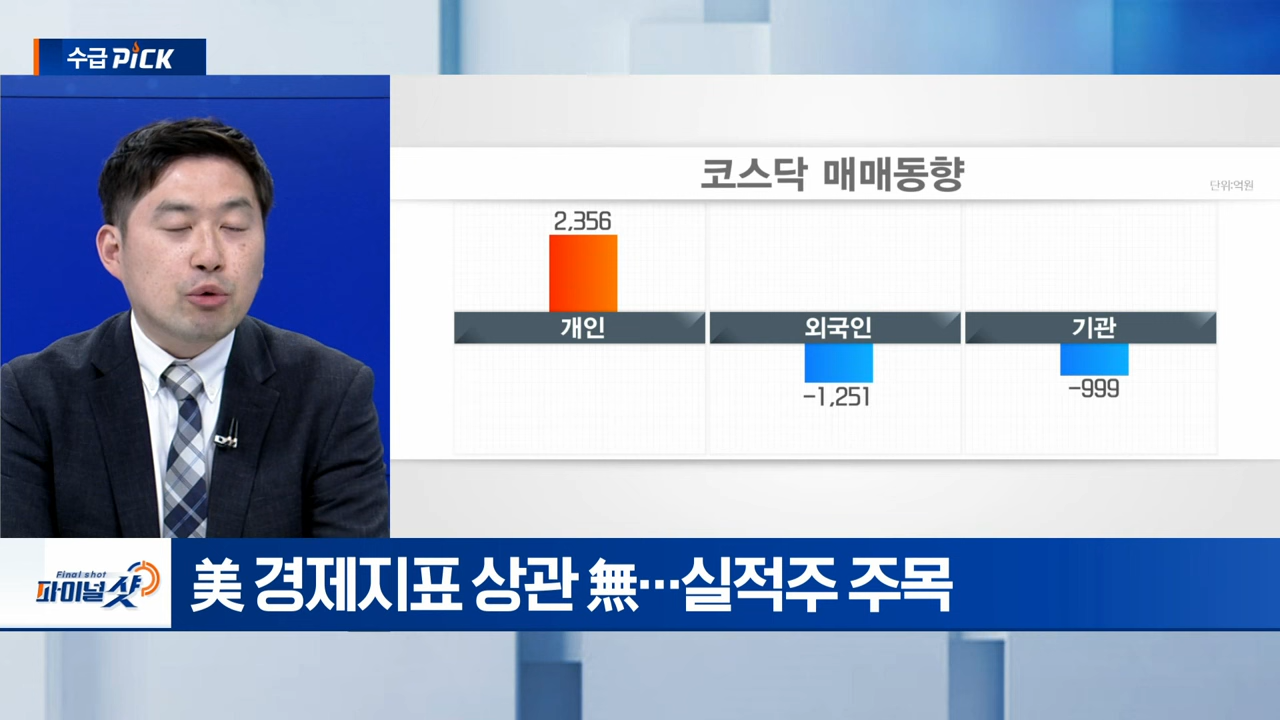 수급 PiCK
코스닥 매매동향
단위:억원
2,356
개인
외국인
기관
-1,251
-999
Final shot
파이널샷
美 경제지표 상관 無…실적주 주목